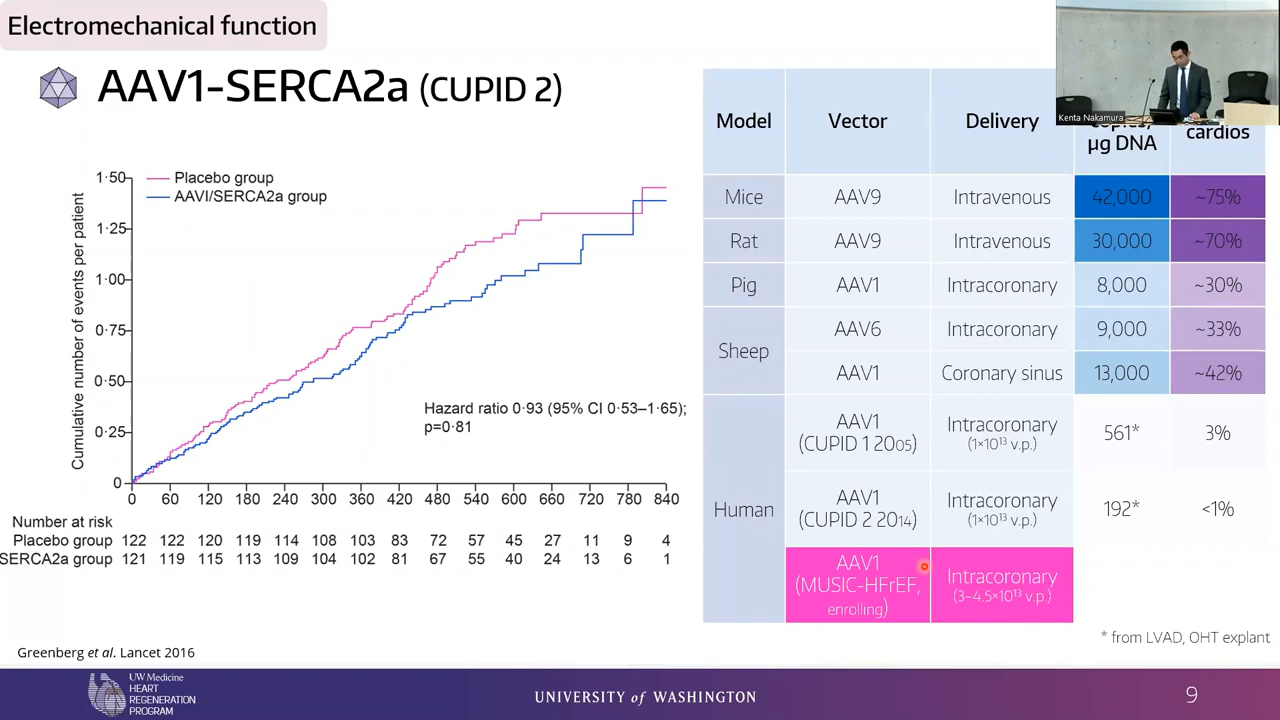 Electromechanical function
AAV1-SERCA2a (CUPID 2)
Cumulative number of events per patient
1·50
1·25
1·00
0·75
0·50
0·25
0
Placebo group
AAVI/SERCA2a group
Hazard ratio 0·93 (95% CI 0·53–1·65);
p=0·81
0 60 120 180 240 300 360 420 480 540 600 660 720 780 840
Number at risk
Placebo group 122 122 120 119 114 108 103 83 72 57 45 27 11 9 4
SERCA2a group 121 119 115 113 109 104 102 81 67 55 40 24 13 6 1
Greenberg et al. Lancet 2016
Kenta Nakamura
Model Vector Delivery µg DNA cardios
Mice AAV9 Intravenous 42,000 ~75%
Rat AAV9 Intravenous 30,000 ~70%
Pig AAV1 Intracoronary 8,000 ~30%
Sheep AAV6 Intracoronary 9,000 ~33%
AAV1 Coronary sinus 13,000 ~42%
Human
AAV1
(CUPID 1 2005)
Intracoronary
(1×10¹³ v.p.)
561* 3%
AAV1
(CUPID 2 2014)
Intracoronary
(1×10¹³ v.p.)
192* <1%
AAV1
(MUSIC-HFrEF,
enrolling)
Intracoronary
(3–4.5×10¹³ v.p.)
* from LVAD, OHT explant
UW Medicine
HEART
REGENERATION
PROGRAM
UNIVERSITY of WASHINGTON
9